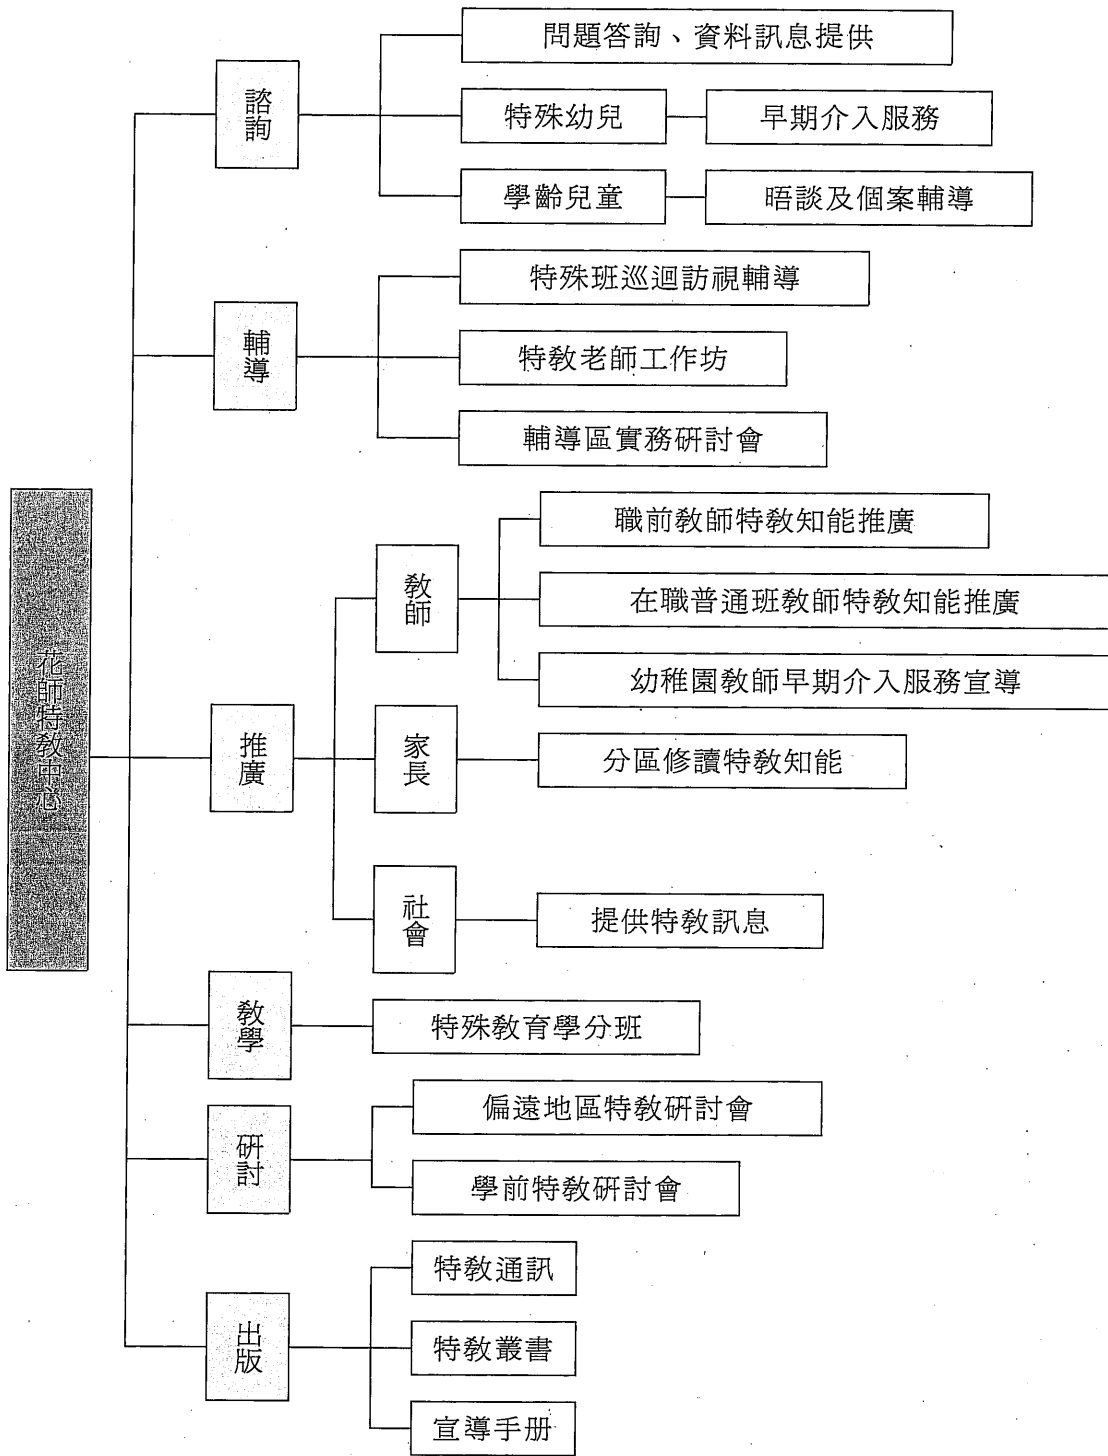 花師特教中心
諮詢
問題答詢、資料訊息提供
特殊幼兒
早期介入服務
學齡兒童
晤談及個案輔導
輔導
特殊班巡迴訪視輔導
特教老師工作坊
輔導區實務研討會
推廣
教師
職前教師特教知能推廣
在職普通班教師特教知能推廣
幼稚園教師早期介入服務宣導
家長
分區修讀特教知能
社會
提供特教訊息
教學
特殊教育學分班
研討
偏遠地區特教研討會
學前特教研討會
出版
特教通訊
特教叢書
宣導手册